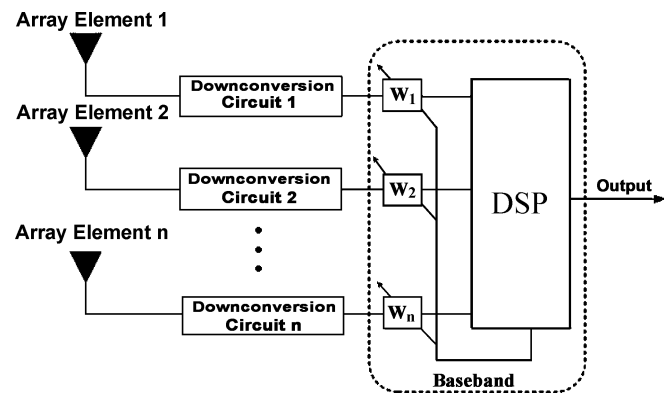 Array Element 1
Downconversion
Circuit 1
W1
Array Element 2
Downconversion
Circuit 2
W2
DSP
Output
Array Element n
Downconversion
Circuit n
Wn
Baseband